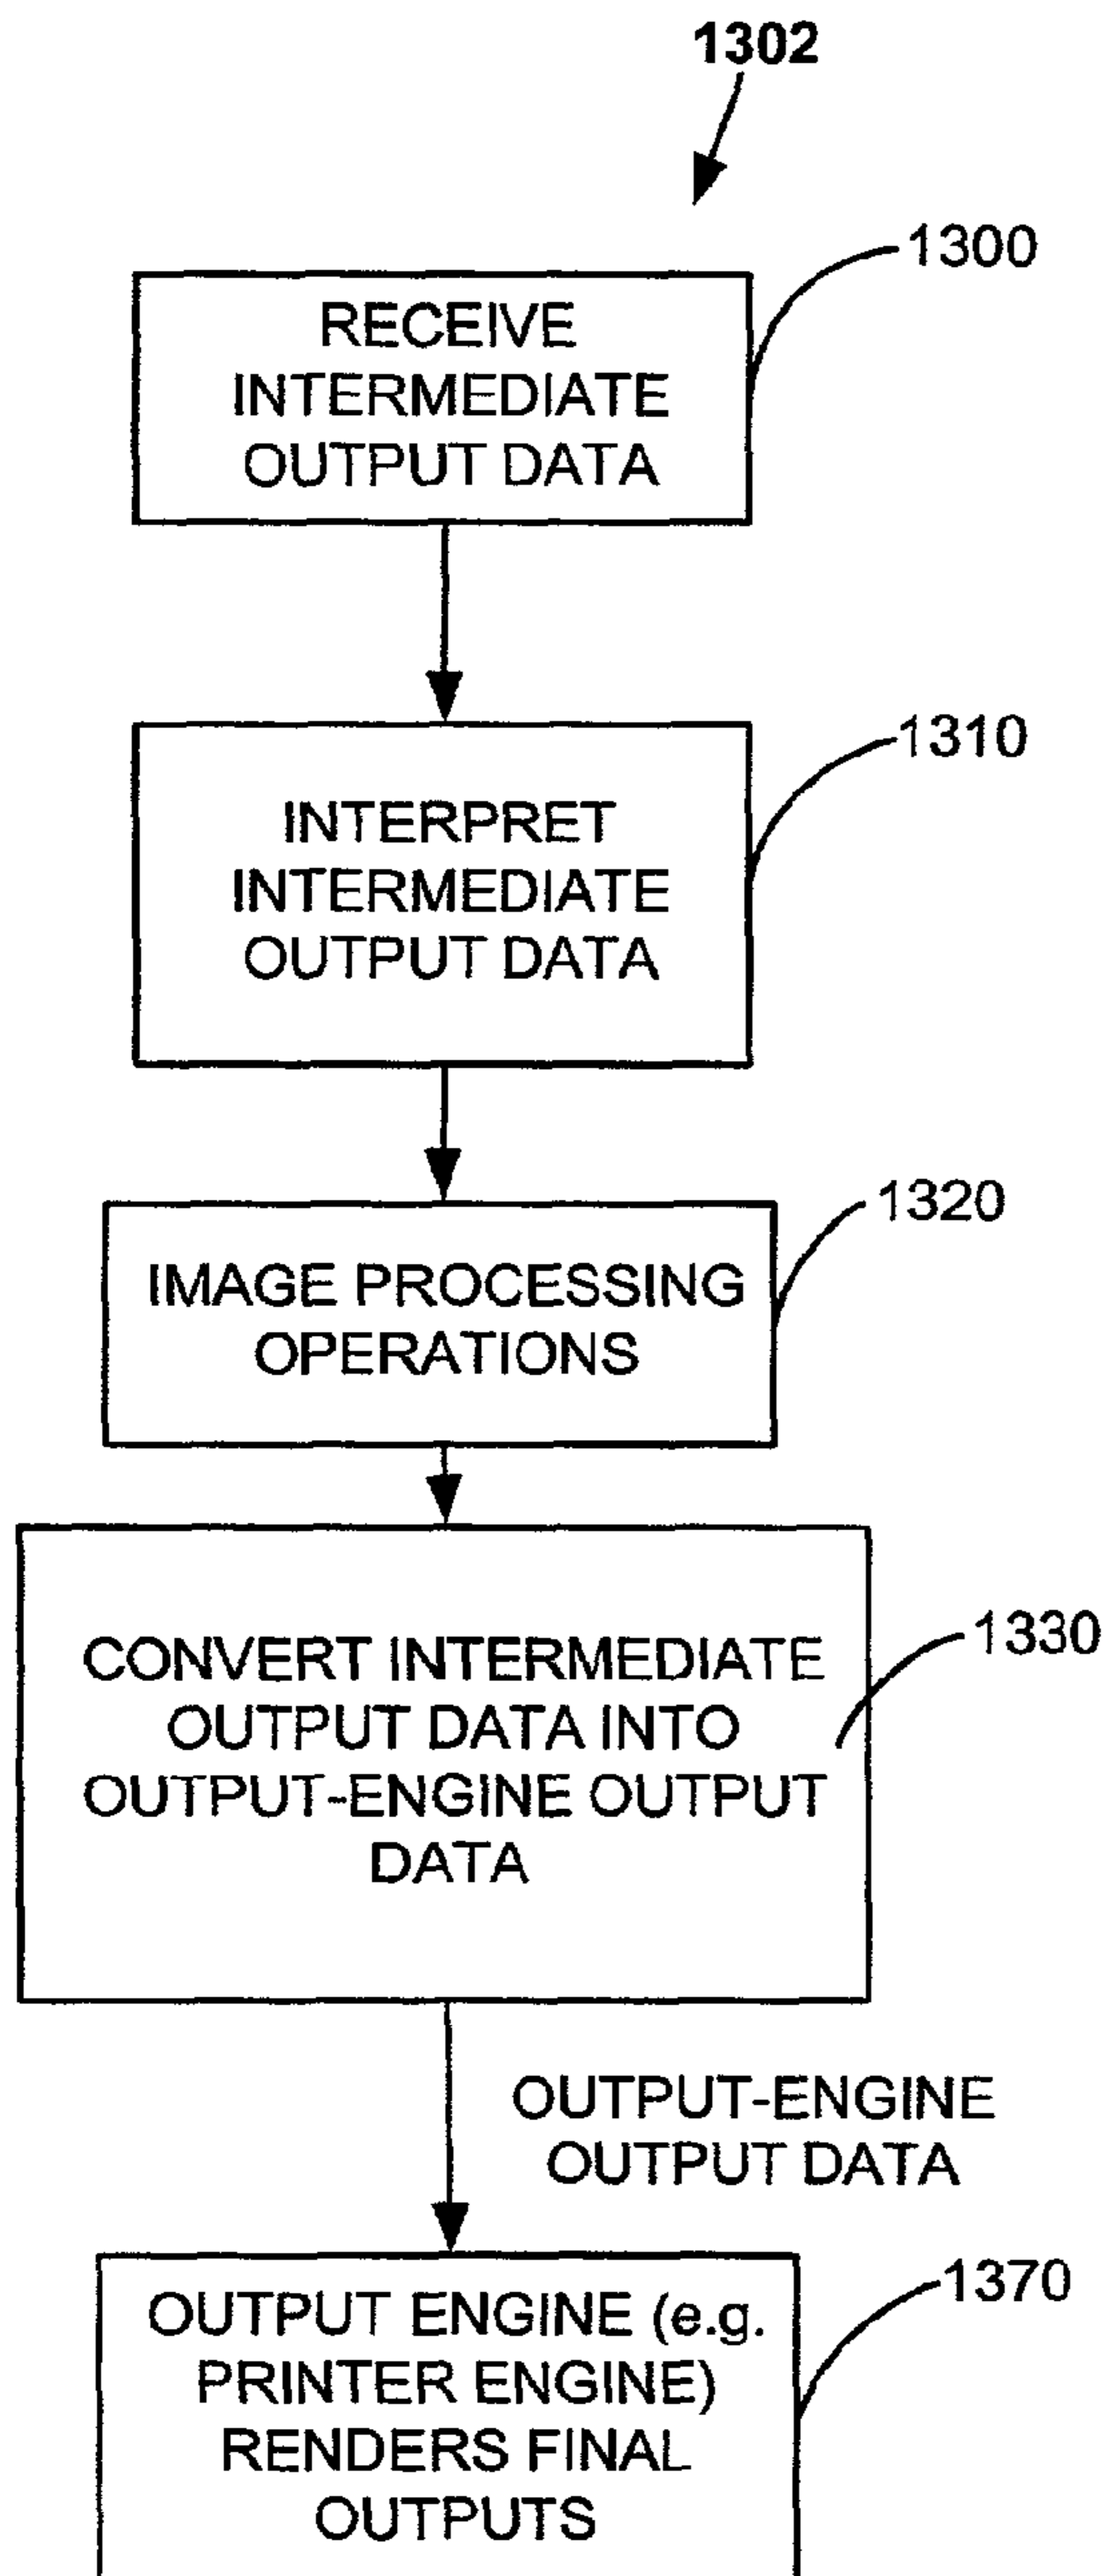 1302
1300
RECEIVE
INTERMEDIATE
OUTPUT DATA
1310
INTERPRET
INTERMEDIATE
OUTPUT DATA
1320
IMAGE PROCESSING
OPERATIONS
1330
CONVERT INTERMEDIATE
OUTPUT DATA INTO
OUTPUT-ENGINE OUTPUT
DATA
OUTPUT-ENGINE
OUTPUT DATA
1370
OUTPUT ENGINE (e.g.
PRINTER ENGINE)
RENDERS FINAL
OUTPUTS